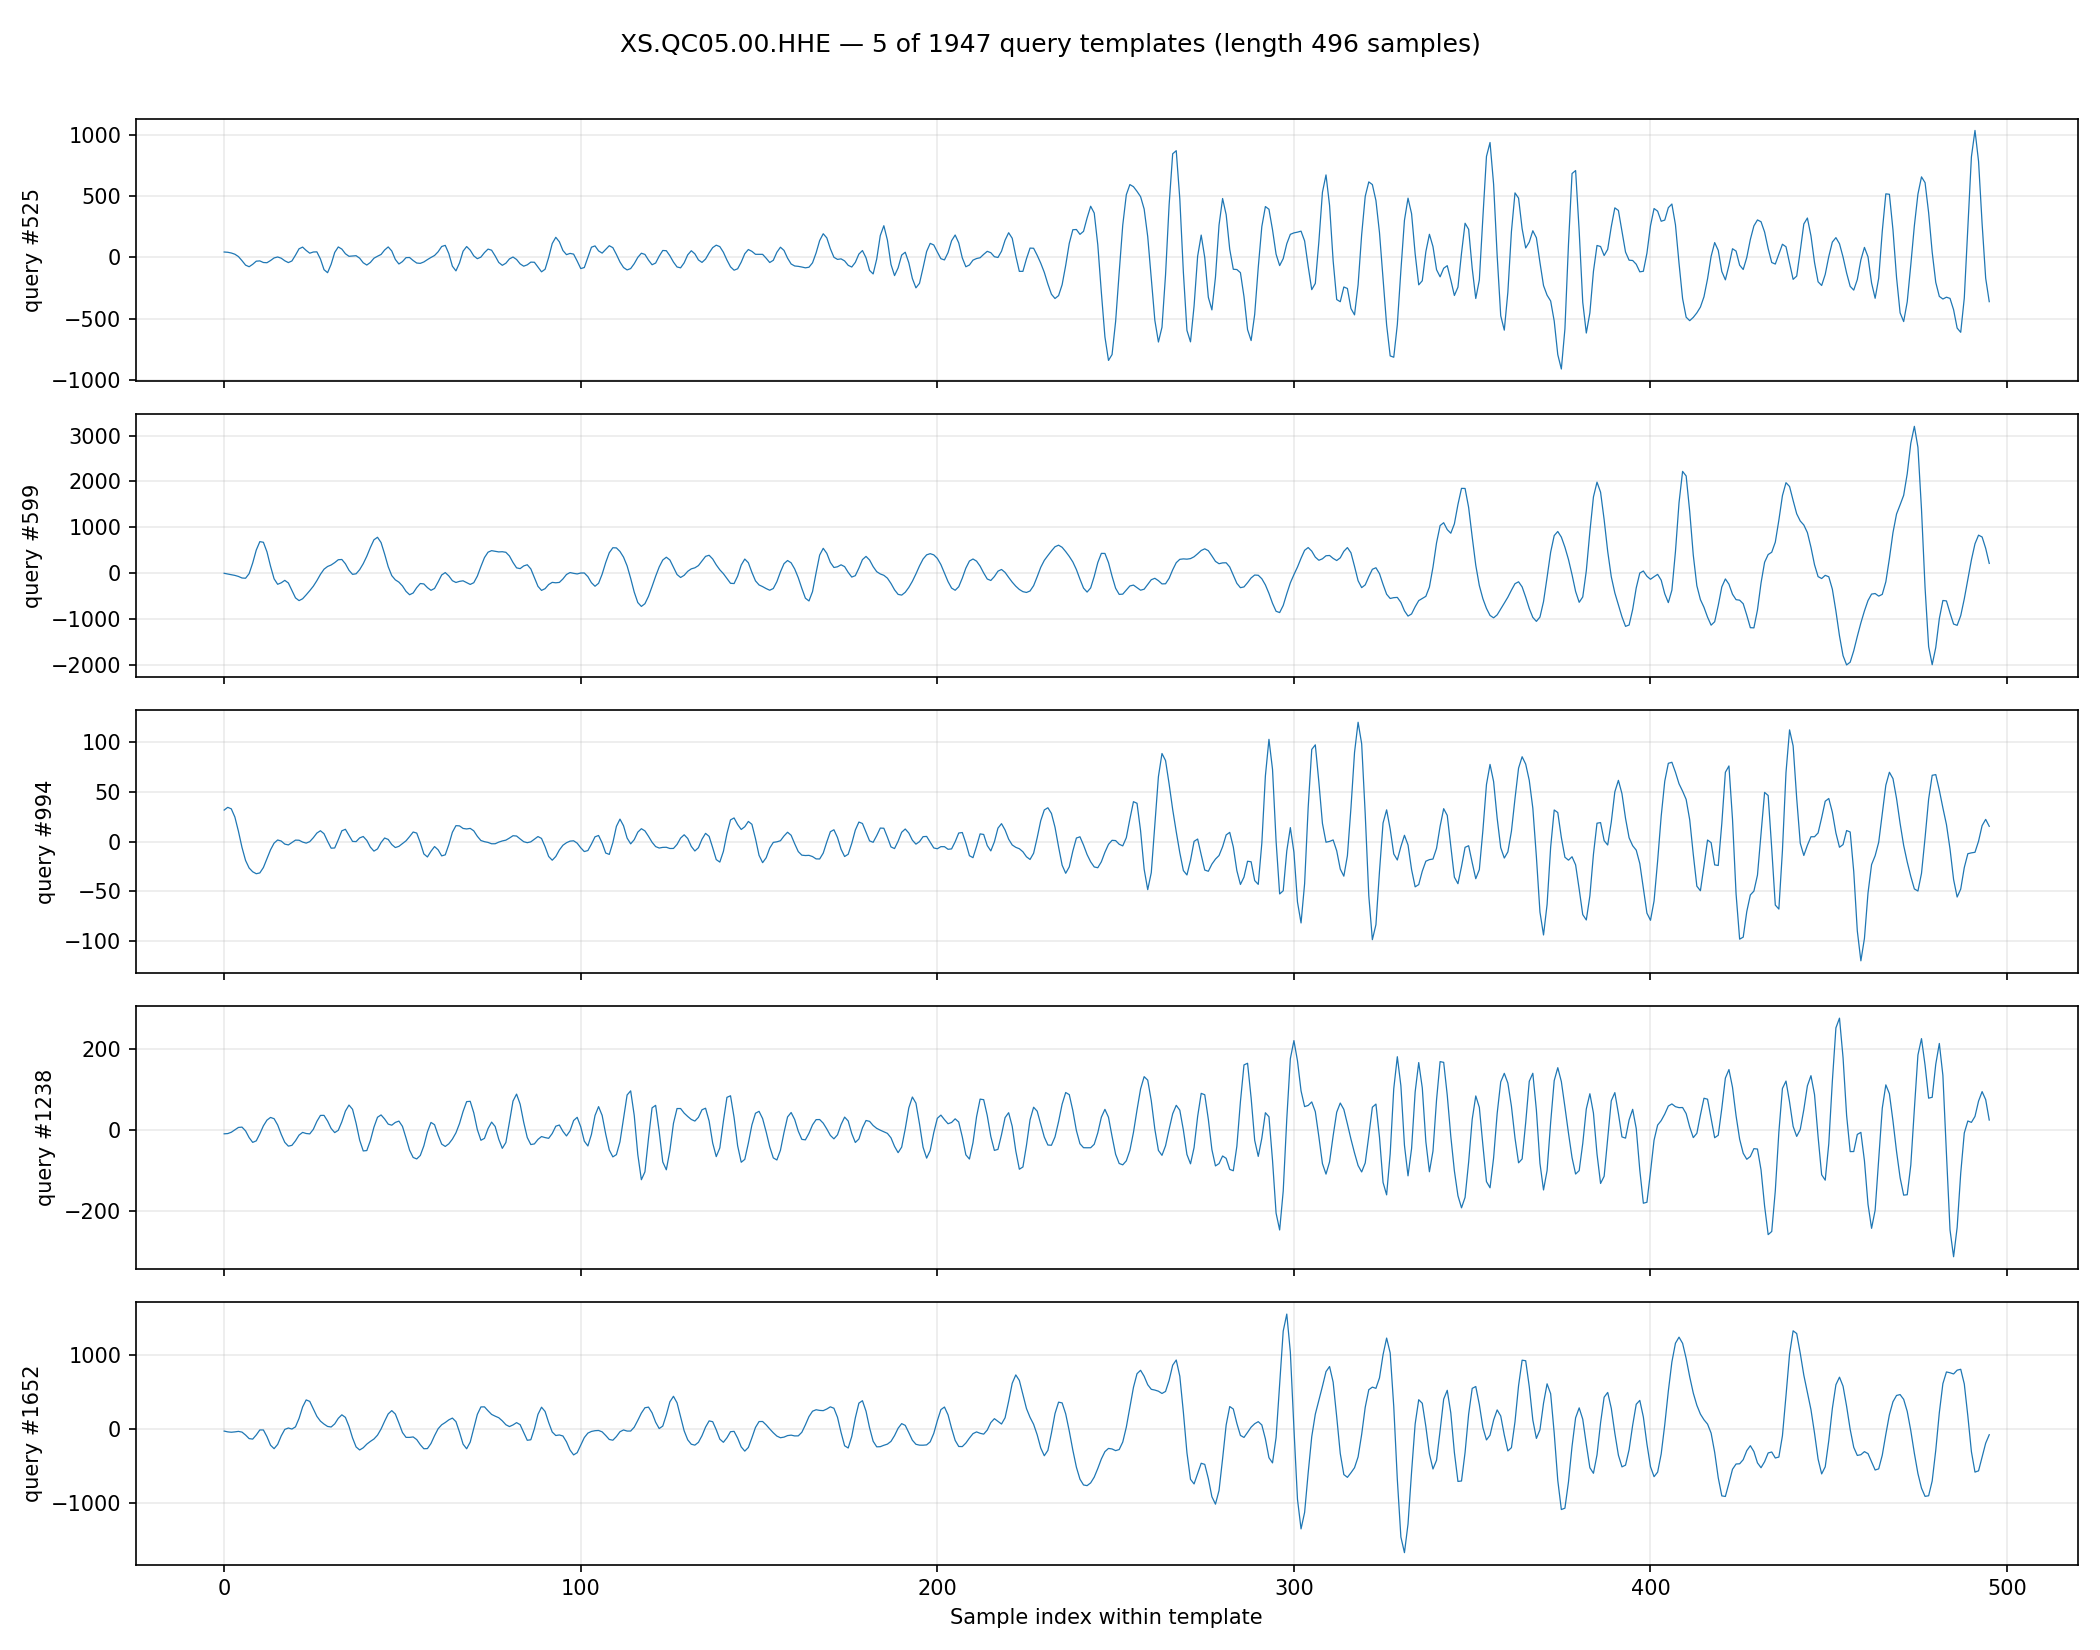 XS.QC05.00.HHE — 5 of 1947 query templates (length 496 samples)
1000
500
0
−500
−1000
query #525
3000
2000
1000
0
−1000
−2000
query #599
100
50
0
−50
−100
query #994
200
0
−200
query #1238
1000
0
−1000
query #1652
0 100 200 300 400 500
Sample index within template